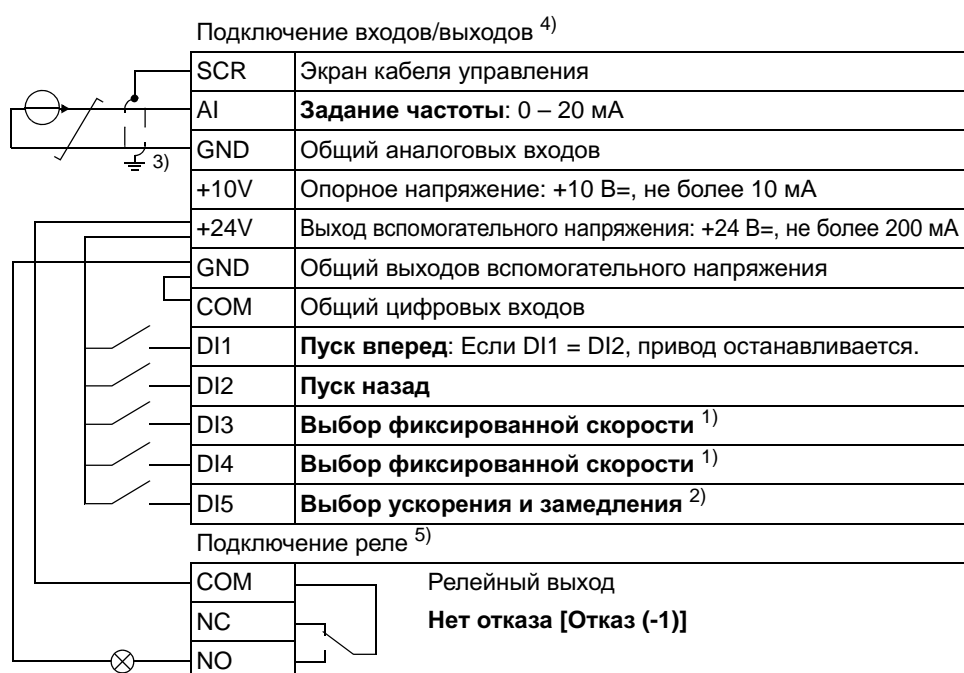 Подключение входов/выходов 4)
SCR Экран кабеля управления
AI Задание частоты: 0 – 20 мА
GND Общий аналоговых входов
3)
+10V Опорное напряжение: +10 В=, не более 10 мА
+24V Выход вспомогательного напряжения: +24 В=, не более 200 мА
GND Общий выходов вспомогательного напряжения
COM Общий цифровых входов
DI1 Пуск вперед: Если DI1 = DI2, привод останавливается.
DI2 Пуск назад
DI3 Выбор фиксированной скорости 1)
DI4 Выбор фиксированной скорости 1)
DI5 Выбор ускорения и замедления 2)
Подключение реле 5)
COM Релейный выход
NC Нет отказа [Отказ (-1)]
NO